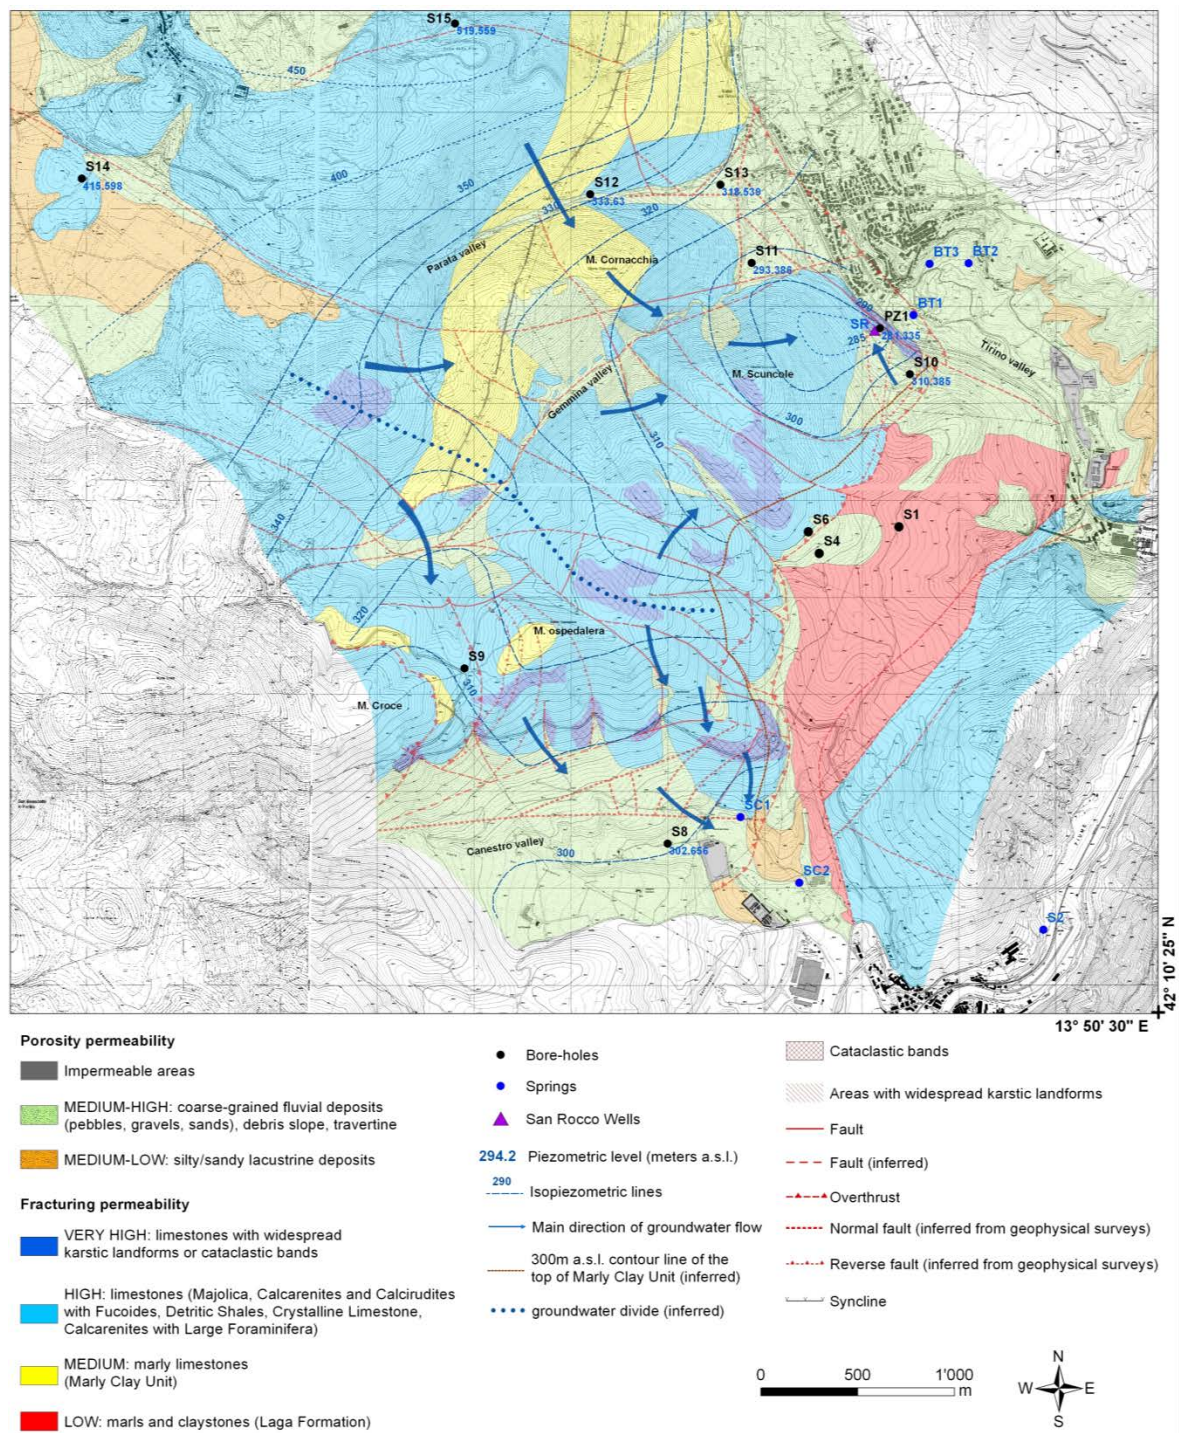 S15
519.559
450
S14
415.598
400
350
S12
333.63
S13
318.539
330
320
Parata valley
M. Cornacchia
S11
293.386
BT3
BT2
290
BT1
PZ1
SR
285
S10
310.385
Tirino valley
M. Scuncole
Gemmina valley
300
310
340
S6
S1
S4
320
M. ospedalera
S9
310
M. Croce
SC1
S8
302.656
Canestro valley
300
SC2
S2
42° 10' 25" N
13° 50' 30" E
Porosity permeability
Impermeable areas
MEDIUM-HIGH: coarse-grained fluvial deposits
(pebbles, gravels, sands), debris slope, travertine
MEDIUM-LOW: silty/sandy lacustrine deposits
Fracturing permeability
VERY HIGH: limestones with widespread
karstic landforms or cataclastic bands
HIGH: limestones (Majolica, Calcarenites and Calcirudites
with Fucoides, Detritic Shales, Crystalline Limestone,
Calcarenites with Large Foraminifera)
MEDIUM: marly limestones
(Marly Clay Unit)
LOW: marls and claystones (Laga Formation)
Bore-holes
Springs
San Rocco Wells
294.2 Piezometric level (meters a.s.l.)
290
Isopiezometric lines
Main direction of groundwater flow
300m a.s.l. contour line of the
top of Marly Clay Unit (inferred)
groundwater divide (inferred)
Cataclastic bands
Areas with widespread karstic landforms
Fault
Fault (inferred)
Overthrust
Normal fault (inferred from geophysical surveys)
Reverse fault (inferred from geophysical surveys)
Syncline
0 500 1'000
m
N
W E
S